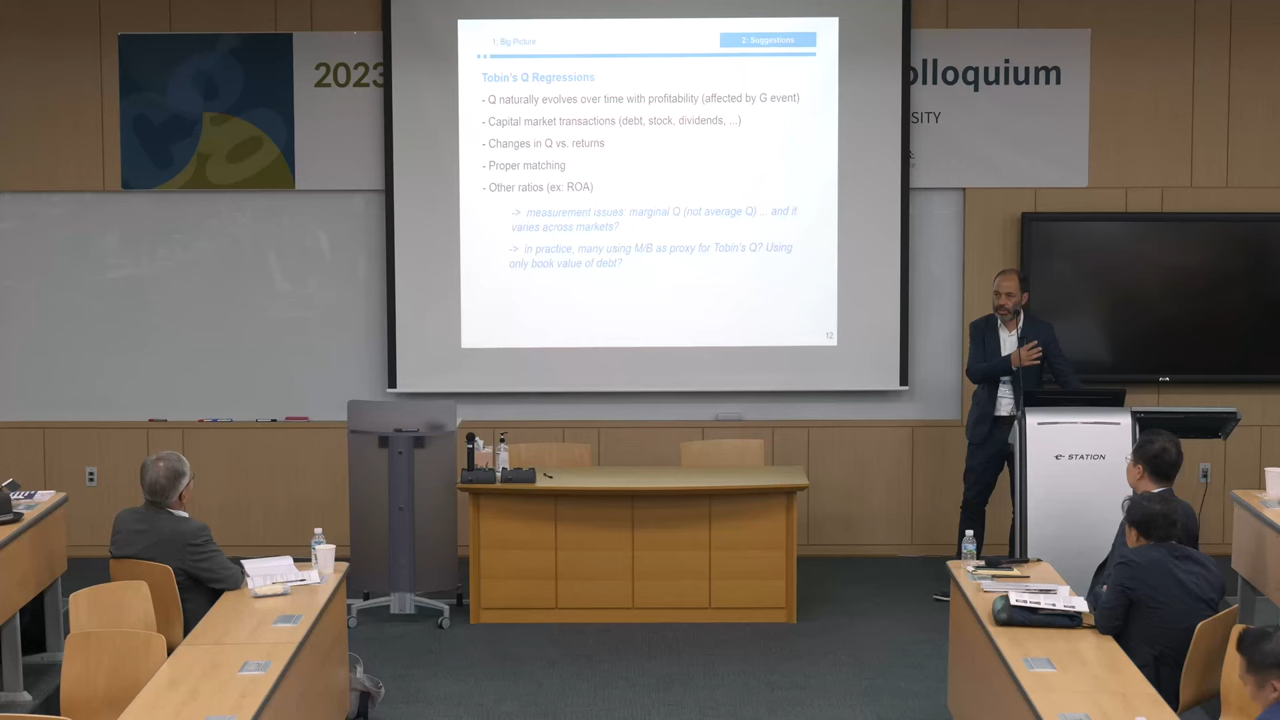 2023
olloquium
SITY
1; Big Picture
2: Suggestions
Tobin's Q Regressions
- Q naturally evolves over time with profitability (affected by G event)
- Capital market transactions (debt, stock, dividends, ...)
- Changes in Q vs. returns
- Proper matching
- Other ratios (ex: ROA)
-> measurement issues: marginal Q (not average Q) ... and it
varies across markets?
-> in practice, many using M/B as proxy for Tobin's Q? Using
only book value of debt?
12
e-STATION